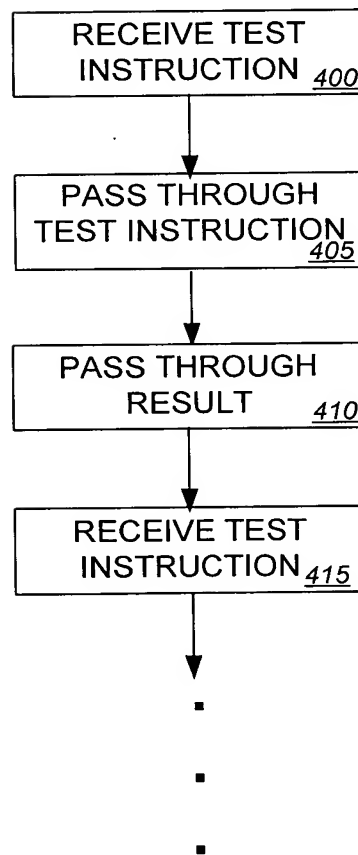 RECEIVE TEST
INSTRUCTION 400
PASS THROUGH
TEST INSTRUCTION
405
PASS THROUGH
RESULT 410
RECEIVE TEST
INSTRUCTION 415